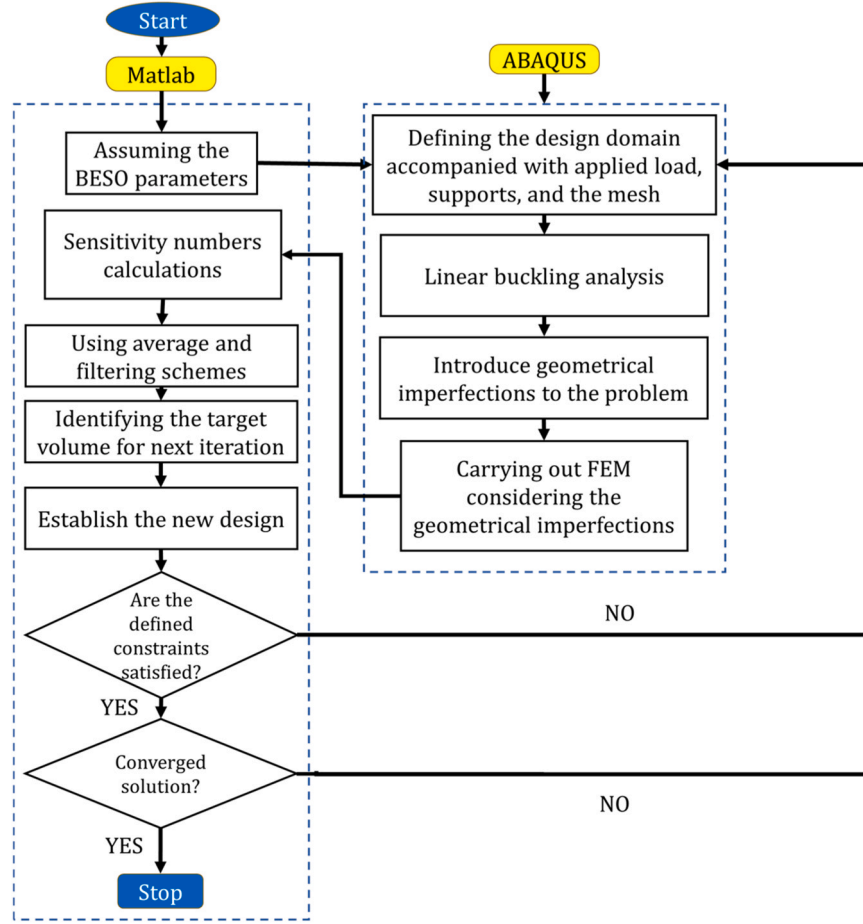 Start
Matlab
Assuming the
BESO parameters
Sensitivity numbers
calculations
Using average and
filtering schemes
Identifying the target
volume for next iteration
Establish the new design
Are the
defined
constraints
satisfied?
YES
Converged
solution?
YES
Stop
ABAQUS
Defining the design domain
accompanied with applied load,
supports, and the mesh
Linear buckling analysis
Introduce geometrical
imperfections to the problem
Carrying out FEM
considering the
geometrical imperfections
NO
NO